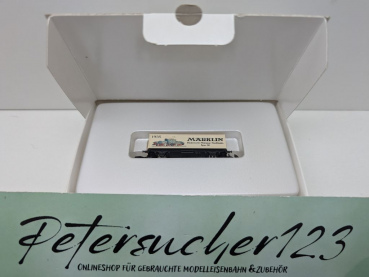 MÄRKLIN
Petersucher123
ONLINESHOP FÜR GEBRAUCHTE MODELLEISENBAHN & ZUBEHÖR